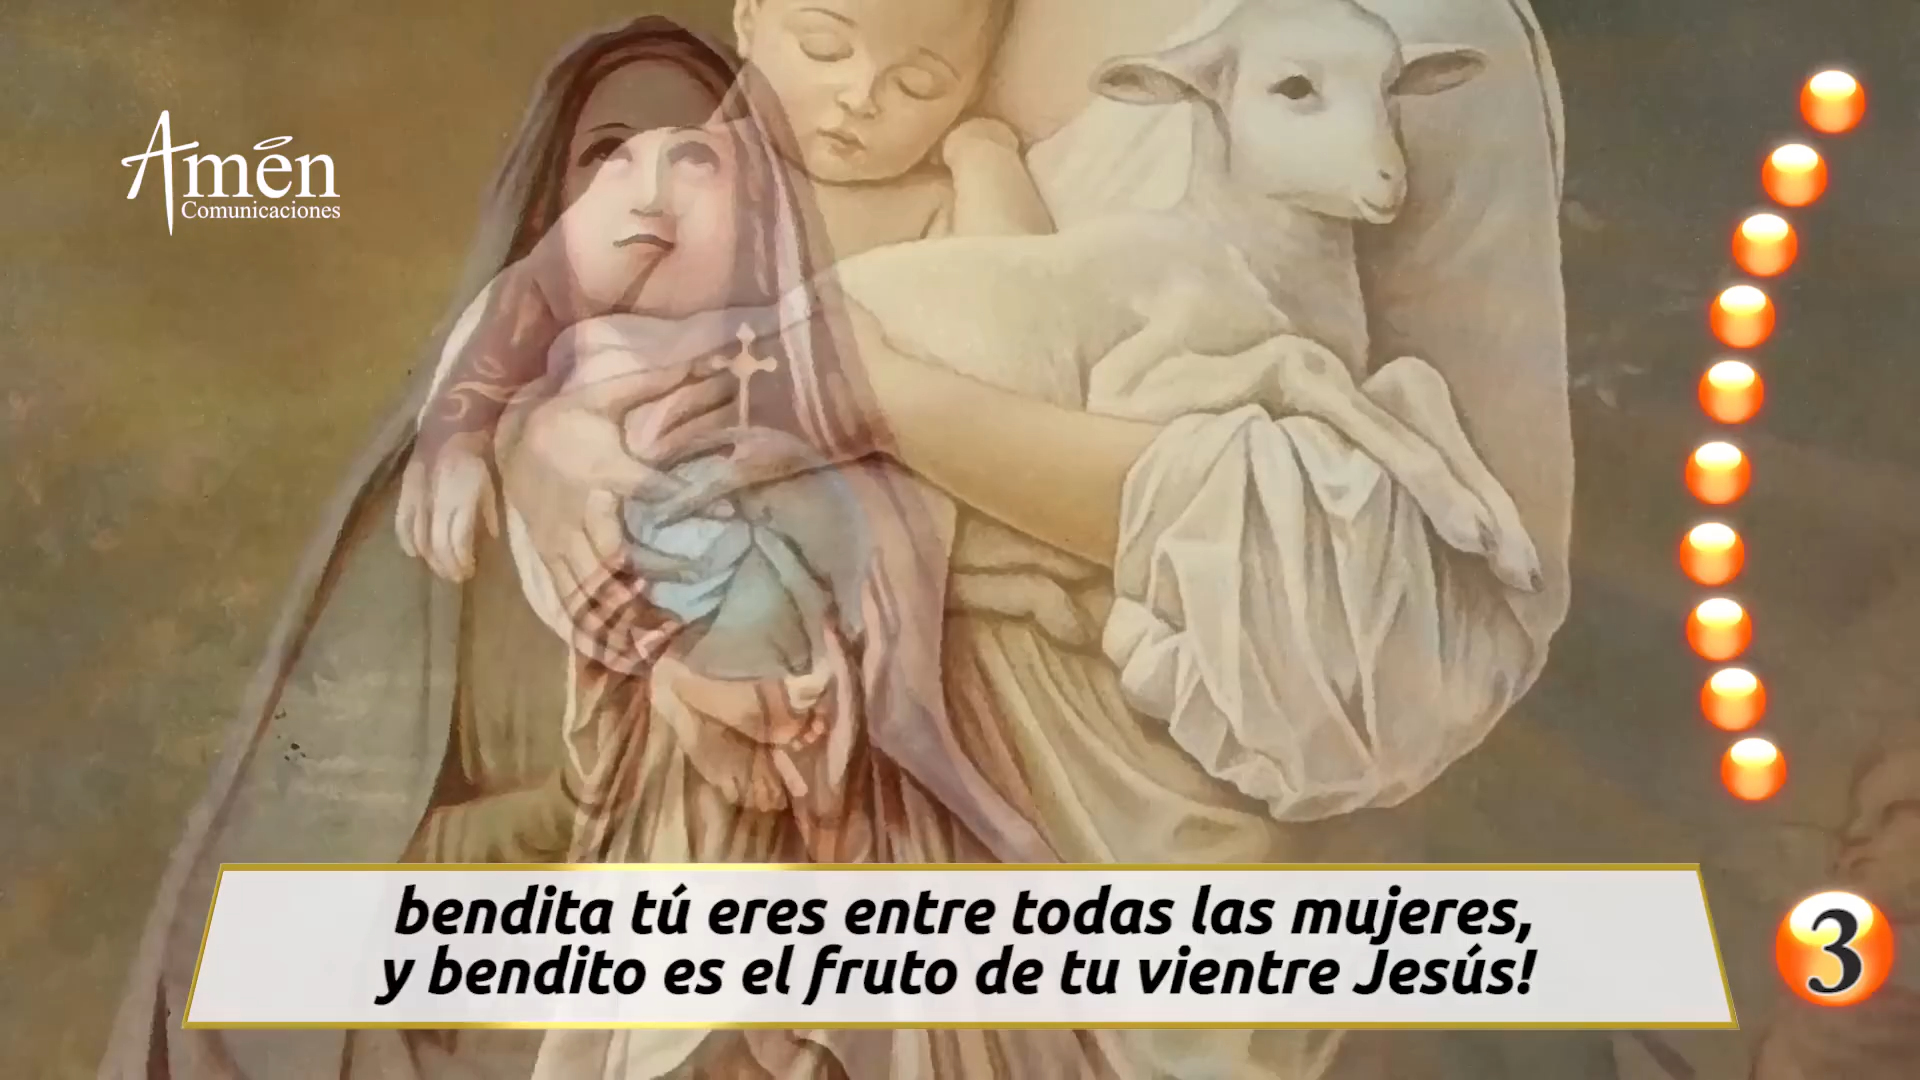 Amén
Comunicaciones
bendita tú eres entre todas las mujeres,
y bendito es el fruto de tu vientre Jesús!
3